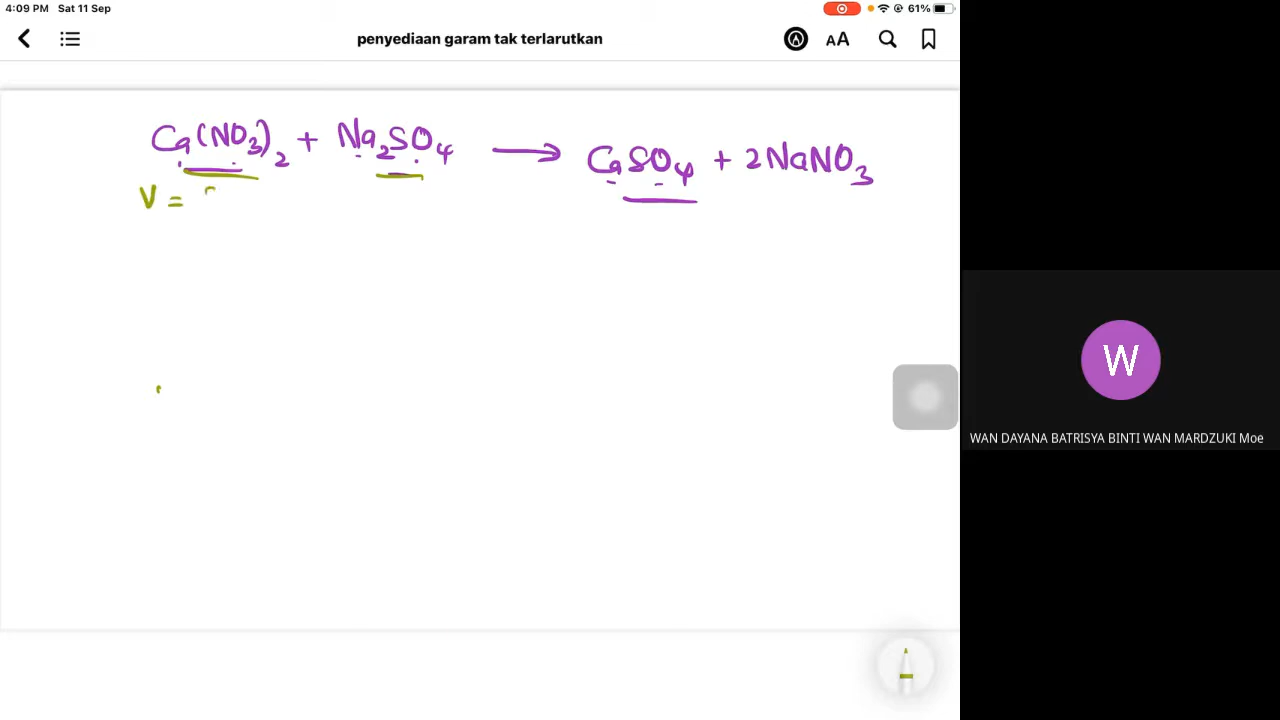 4:09 PM Sat 11 Sep
61%
penyediaan garam tak terlarutkan
AA
Ca(NO₃)₂ + Na₂SO₄ → CaSO₄ + 2NaNO₃
V =
W
WAN DAYANA BATRISYA BINTI WAN MARDZUKI Moe